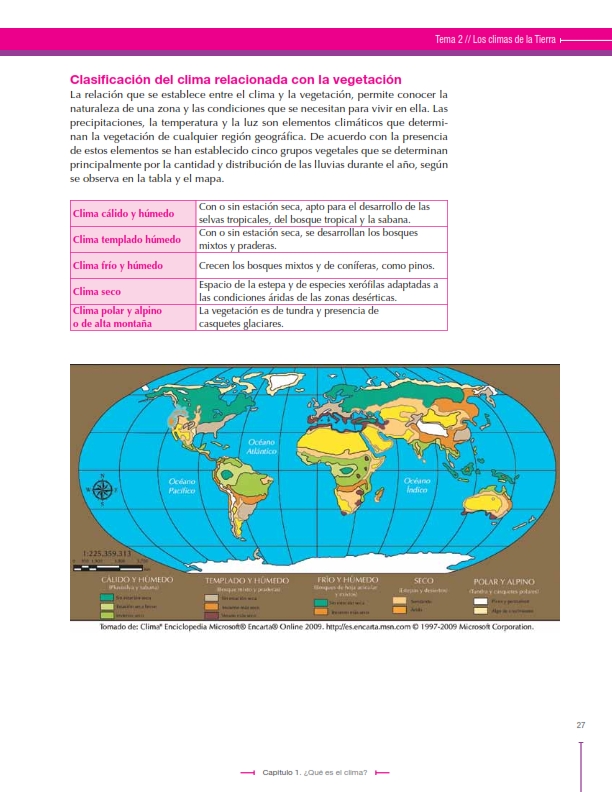 Tema 2 // Los climas de la Tierra
Clasificación del clima relacionada con la vegetación
La relación que se establece entre el clima y la vegetación, permite conocer la
naturaleza de una zona y las condiciones que se necesitan para vivir en ella. Las
precipitaciones, la temperatura y la luz son elementos climáticos que determi-
nan la vegetación de cualquier región geográfica. De acuerdo con la presencia
de estos elementos se han establecido cinco grupos vegetales que se determinan
principalmente por la cantidad y distribución de las lluvias durante el año, según
se observa en la tabla y el mapa.
Clima cálido y húmedo
Con o sin estación seca, apto para el desarrollo de las
selvas tropicales, del bosque tropical y la sabana.
Clima templado húmedo
Con o sin estación seca, se desarrollan los bosques
mixtos y praderas.
Clima frío y húmedo
Crecen los bosques mixtos y de coníferas, como pinos.
Clima seco
Espacio de la estepa y de especies xerófilas adaptadas a
las condiciones áridas de las zonas desérticas.
Clima polar y alpino
o de alta montaña
La vegetación es de tundra y presencia de
casquetes glaciares.
Océano
Atlántico
Océano
Pacífico
Océano
Índico
1:225,359,313
CÁLIDO Y HÚMEDO
TEMPLADO Y HÚMEDO
FRÍO Y HÚMEDO
SECO
POLAR Y ALPINO
(Tundra y casquetes polares)
Tomado de: Clima" Enciclopedia Microsoft® Encarta® Online 2009. http://es.encarta.msn.com © 1997-2009 Microsoft Corporation.
27
Capítulo 1. ¿Qué es el clima?